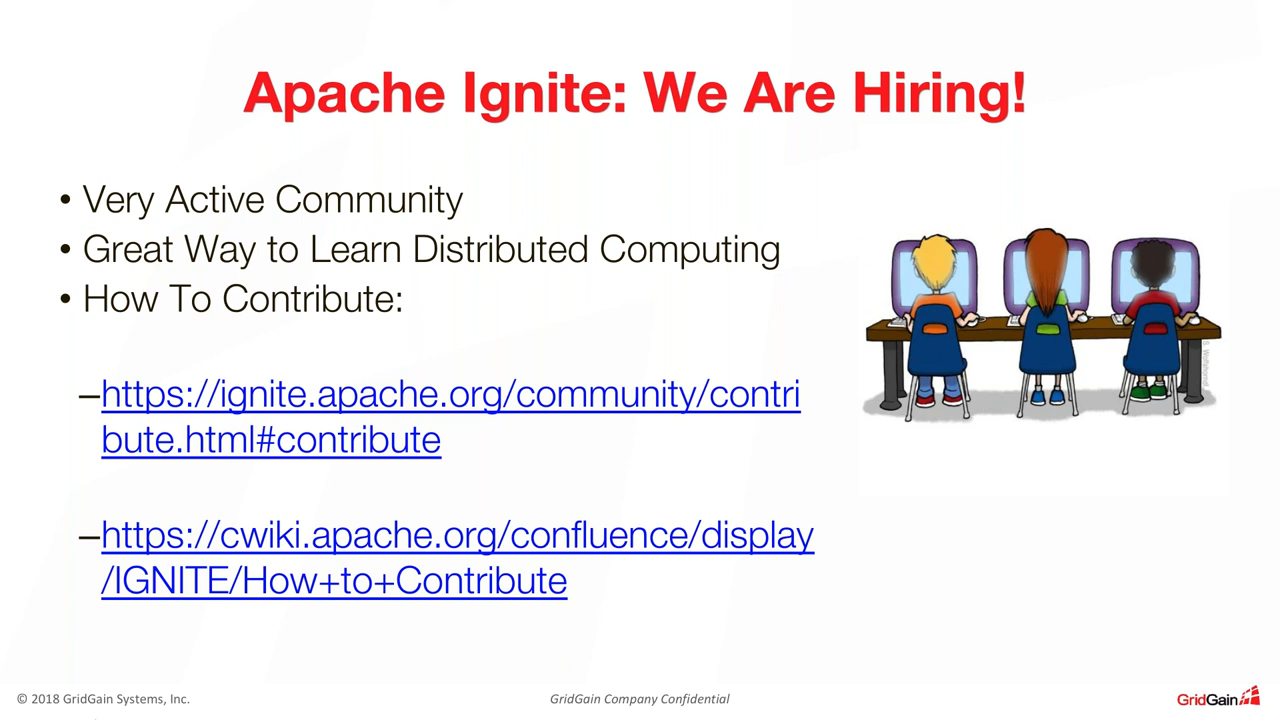 Apache Ignite: We Are Hiring!
• Very Active Community
• Great Way to Learn Distributed Computing
• How To Contribute:
–https://ignite.apache.org/community/contri
bute.html#contribute
–https://cwiki.apache.org/confluence/display
/IGNITE/How+to+Contribute
© 2018 GridGain Systems, Inc.
GridGain Company Confidential
GridGain